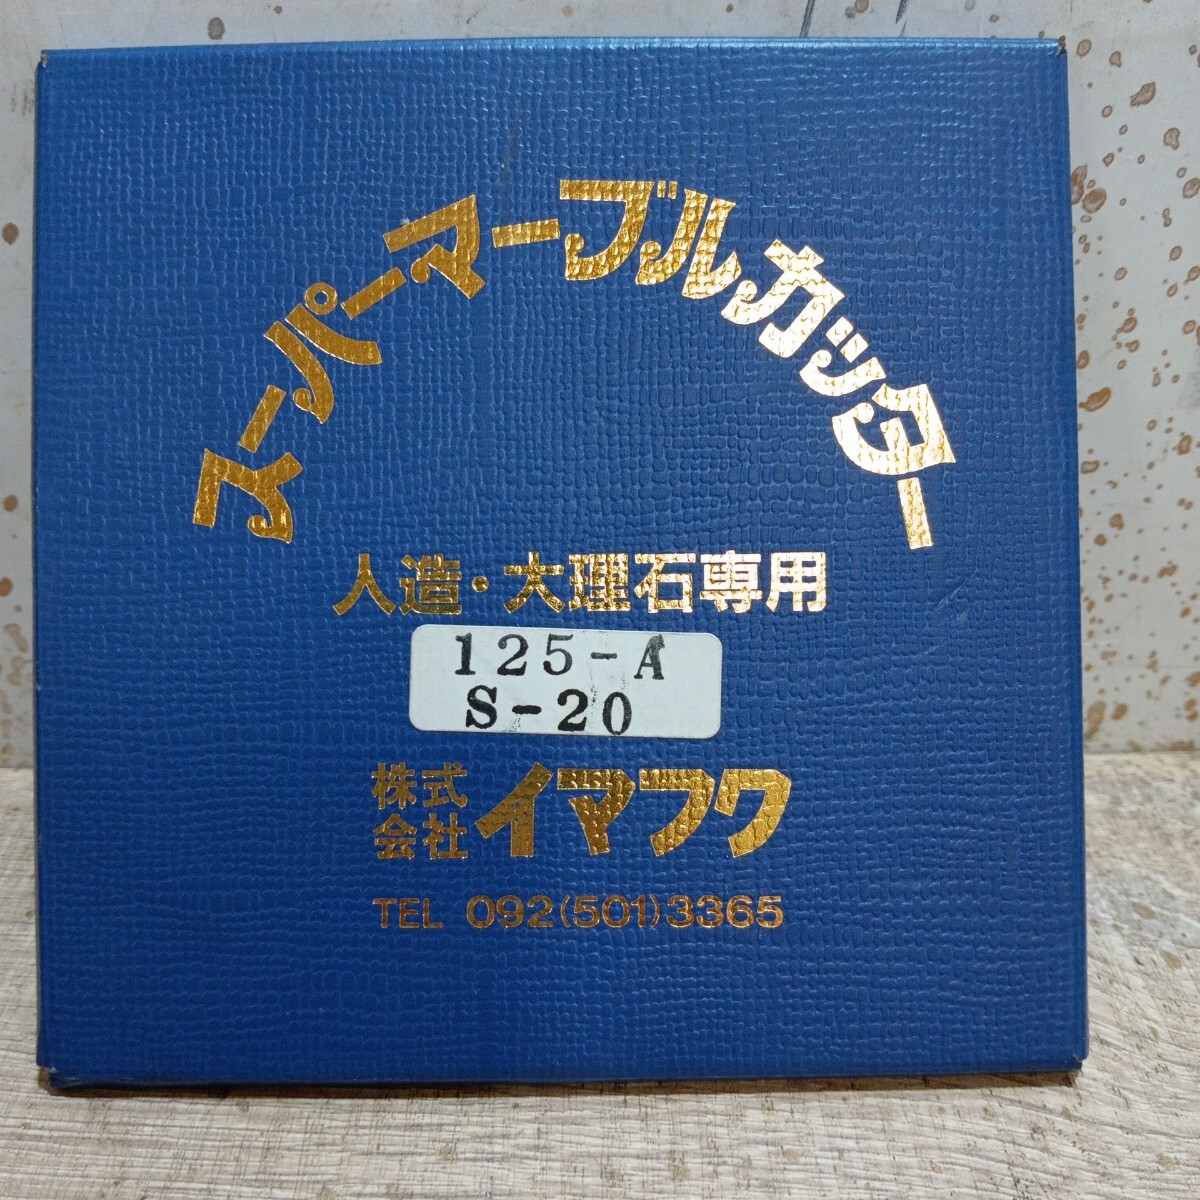 スーパーマーブルカッター
人造・大理石専用
125-A
S-20
株式会社イマフク
TEL 092(501)3365